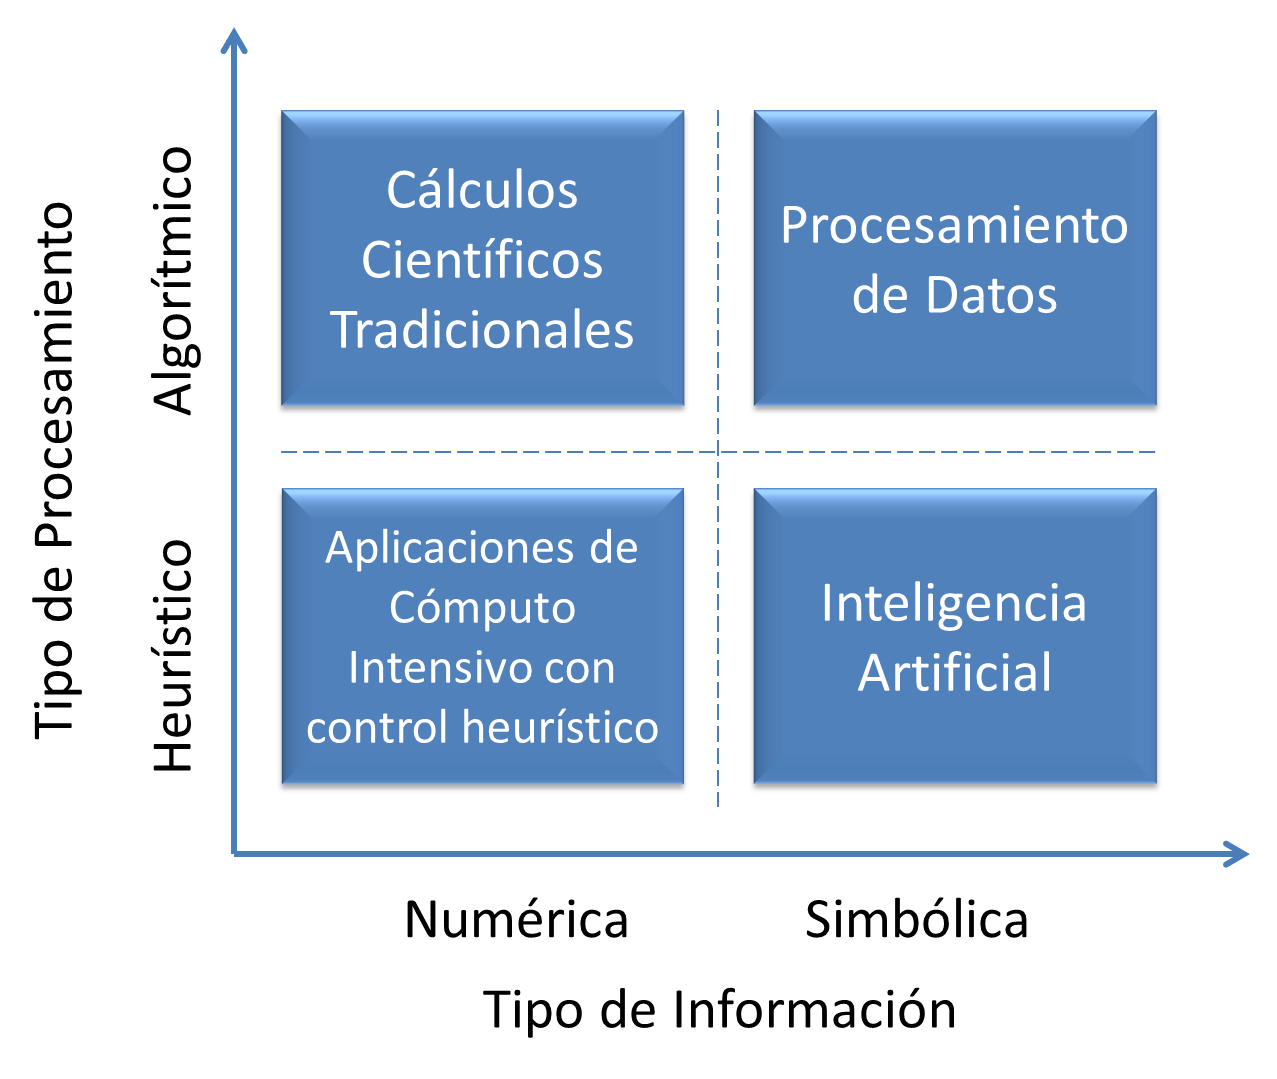 Tipo de Procesamiento
Algorítmico
Heurístico
Cálculos
Científicos
Tradicionales
Procesamiento
de Datos
Aplicaciones de
Cómputo
Intensivo con
control heurístico
Inteligencia
Artificial
Numérica
Simbólica
Tipo de Información